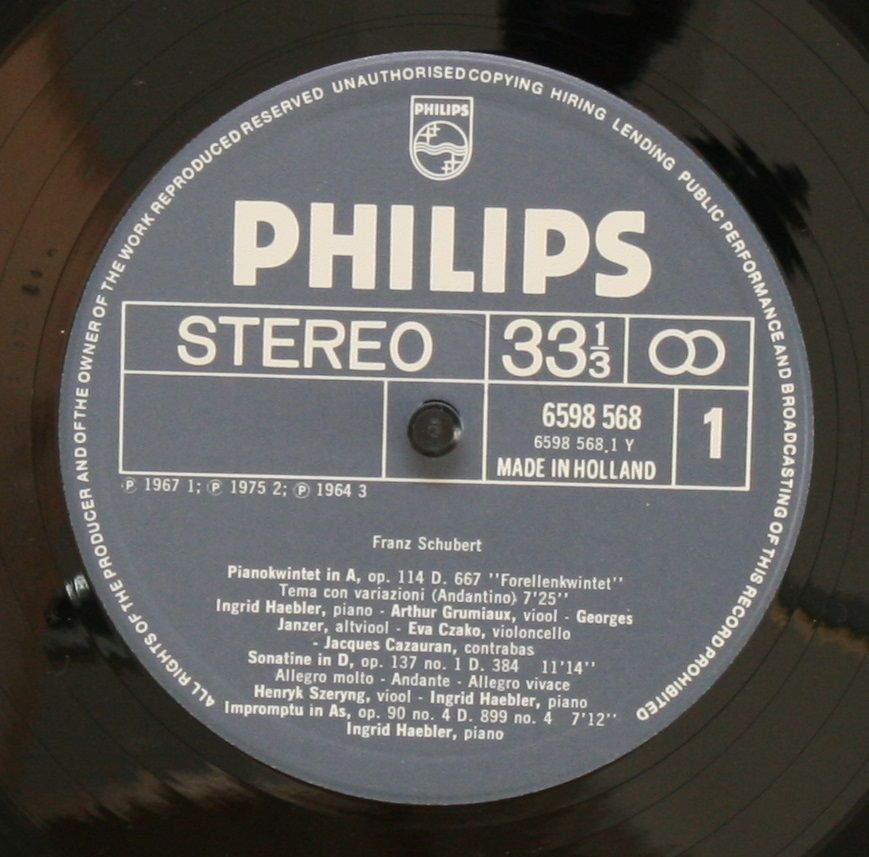 ALL RIGHTS OF THE PRODUCER AND OF THE OWNER OF THE WORK REPRODUCED RESERVED UNAUTHORISED COPYING HIRING LENDING PUBLIC PERFORMANCE AND BROADCASTING OF THIS RECORD PROHIBITED
PHILIPS
PHILIPS
STEREO 33 1/3
6598 568
6598 568.1 Y
MADE IN HOLLAND
1
Ⓟ 1967 1; Ⓟ 1975 2; Ⓟ 1964 3
Franz Schubert
Pianokwintet in A, op. 114 D. 667 "Forellenkwintet"
Tema con variazioni (Andantino) 7'25"
Ingrid Haebler, piano - Arthur Grumiaux, viool - Georges
Janzer, altviool - Eva Czako, violoncello
- Jacques Cazauran, contrabas
Sonatine in D, op. 137 no. 1 D. 384 11'14"
Allegro molto - Andante - Allegro vivace
Henryk Szeryng, viool - Ingrid Haebler, piano
Impromptu in As, op. 90 no. 4 D. 899 no. 4 7'12"
Ingrid Haebler, piano